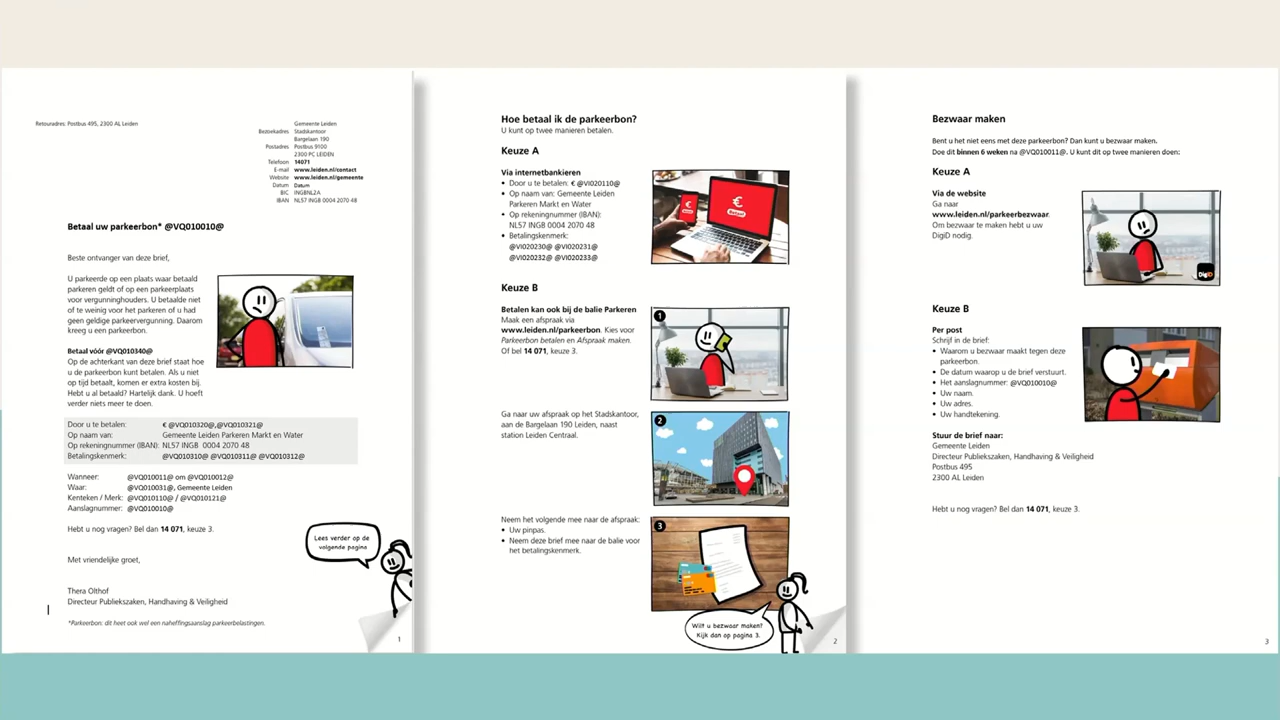 Retouradres: Postbus 495, 2300 AL Leiden
Gemeente Leiden
Bezoekadres Stadskantoor
Bargelaan 190
Postadres Postbus 9100
2300 PC LEIDEN
Telefoon 14071
E-mail www.leiden.nl/contact
Website www.leiden.nl/gemeente
Datum Datum
BIC INGBNL2A
IBAN NL57 INGB 0004 2070 48
Betaal uw parkeerbon* @VQ010010@
Beste ontvanger van deze brief,
U parkeerde op een plaats waar betaald
parkeren geldt of op een parkeerplaats
voor vergunninghouders. U betaalde niet
of te weinig voor het parkeren of u had
geen geldige parkeervergunning. Daarom
kreeg u een parkeerbon.
Betaal vóór @VQ010340@
Op de achterkant van deze brief staat hoe
u de parkeerbon kunt betalen. Als u niet
op tijd betaalt, komen er extra kosten bij.
Hebt u al betaald? Hartelijk dank. U hoeft
verder niets meer te doen.
Door u te betalen: € @VQ010320@,@VQ010321@
Op naam van: Gemeente Leiden Parkeren Markt en Water
Op rekeningnummer (IBAN): NL57 INGB 0004 2070 48
Betalingskenmerk: @VQ010310@ @VQ010311@ @VQ010312@
Wanneer: @VQ010011@ om @VQ010012@
Waar: @VQ010031@, Gemeente Leiden
Kenteken / Merk: @VQ010110@ / @VQ010121@
Aanslagnummer: @VQ010010@
Hebt u nog vragen? Bel dan 14 071, keuze 3.
Lees verder op de
volgende pagina
Met vriendelijke groet,
Thera Olthof
Directeur Publiekszaken, Handhaving & Veiligheid
*Parkeerbon: dit heet ook wel een naheffingsaanslag parkeerbelastingen.
1
Hoe betaal ik de parkeerbon?
U kunt op twee manieren betalen.
Keuze A
Via internetbankieren
• Door u te betalen: € @VI020110@
• Op naam van: Gemeente Leiden
Parkeren Markt en Water
• Op rekeningnummer (IBAN):
NL57 INGB 0004 2070 48
• Betalingskenmerk:
@VI020230@ @VI020231@
@VI020232@ @VI020233@
€
€
Betaal
Keuze B
Betalen kan ook bij de balie Parkeren
Maak een afspraak via
www.leiden.nl/parkeerbon. Kies voor
Parkeerbon betalen en Afspraak maken.
Of bel 14 071, keuze 3.
1
Ga naar uw afspraak op het Stadskantoor,
aan de Bargelaan 190 Leiden, naast
station Leiden Centraal.
2
Neem het volgende mee naar de afspraak:
• Uw pinpas.
• Neem deze brief mee naar de balie voor
het betalingskenmerk.
3
Wilt u bezwaar maken?
Kijk dan op pagina 3.
2
Bezwaar maken
Bent u het niet eens met deze parkeerbon? Dan kunt u bezwaar maken.
Doe dit binnen 6 weken na @VQ010011@. U kunt dit op twee manieren doen:
Keuze A
Via de website
Ga naar
www.leiden.nl/parkeerbezwaar.
Om bezwaar te maken hebt u uw
DigiD nodig.
DigiD
Keuze B
Per post
Schrijf in de brief:
• Waarom u bezwaar maakt tegen deze
parkeerbon.
• De datum waarop u de brief verstuurt.
• Het aanslagnummer: @VQ010010@
• Uw naam.
• Uw adres.
• Uw handtekening.
Stuur de brief naar:
Gemeente Leiden
Directeur Publiekszaken, Handhaving & Veiligheid
Postbus 495
2300 AL Leiden
Hebt u nog vragen? Bel dan 14 071, keuze 3.
3